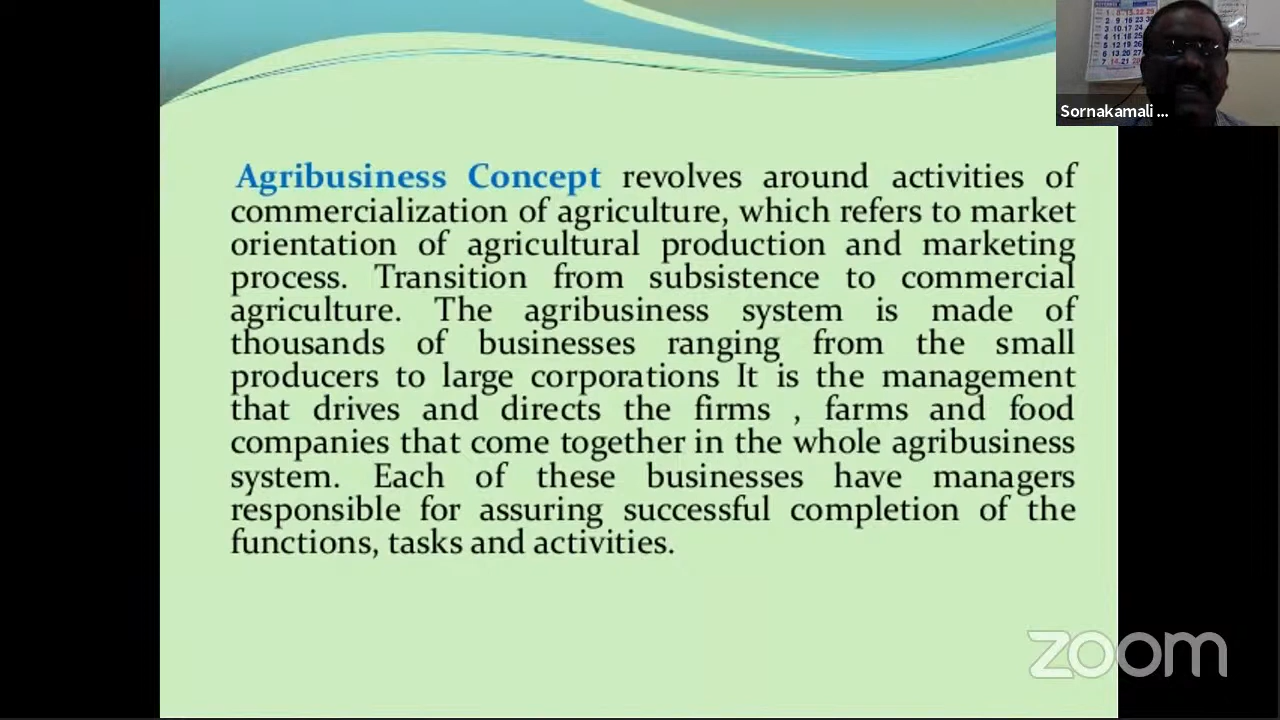 Sornakamali ...
Agribusiness Concept revolves around activities of
commercialization of agriculture, which refers to market
orientation of agricultural production and marketing
process. Transition from subsistence to commercial
agriculture. The agribusiness system is made of
thousands of businesses ranging from the small
producers to large corporations It is the management
that drives and directs the firms , farms and food
companies that come together in the whole agribusiness
system. Each of these businesses have managers
responsible for assuring successful completion of the
functions, tasks and activities.
zoom